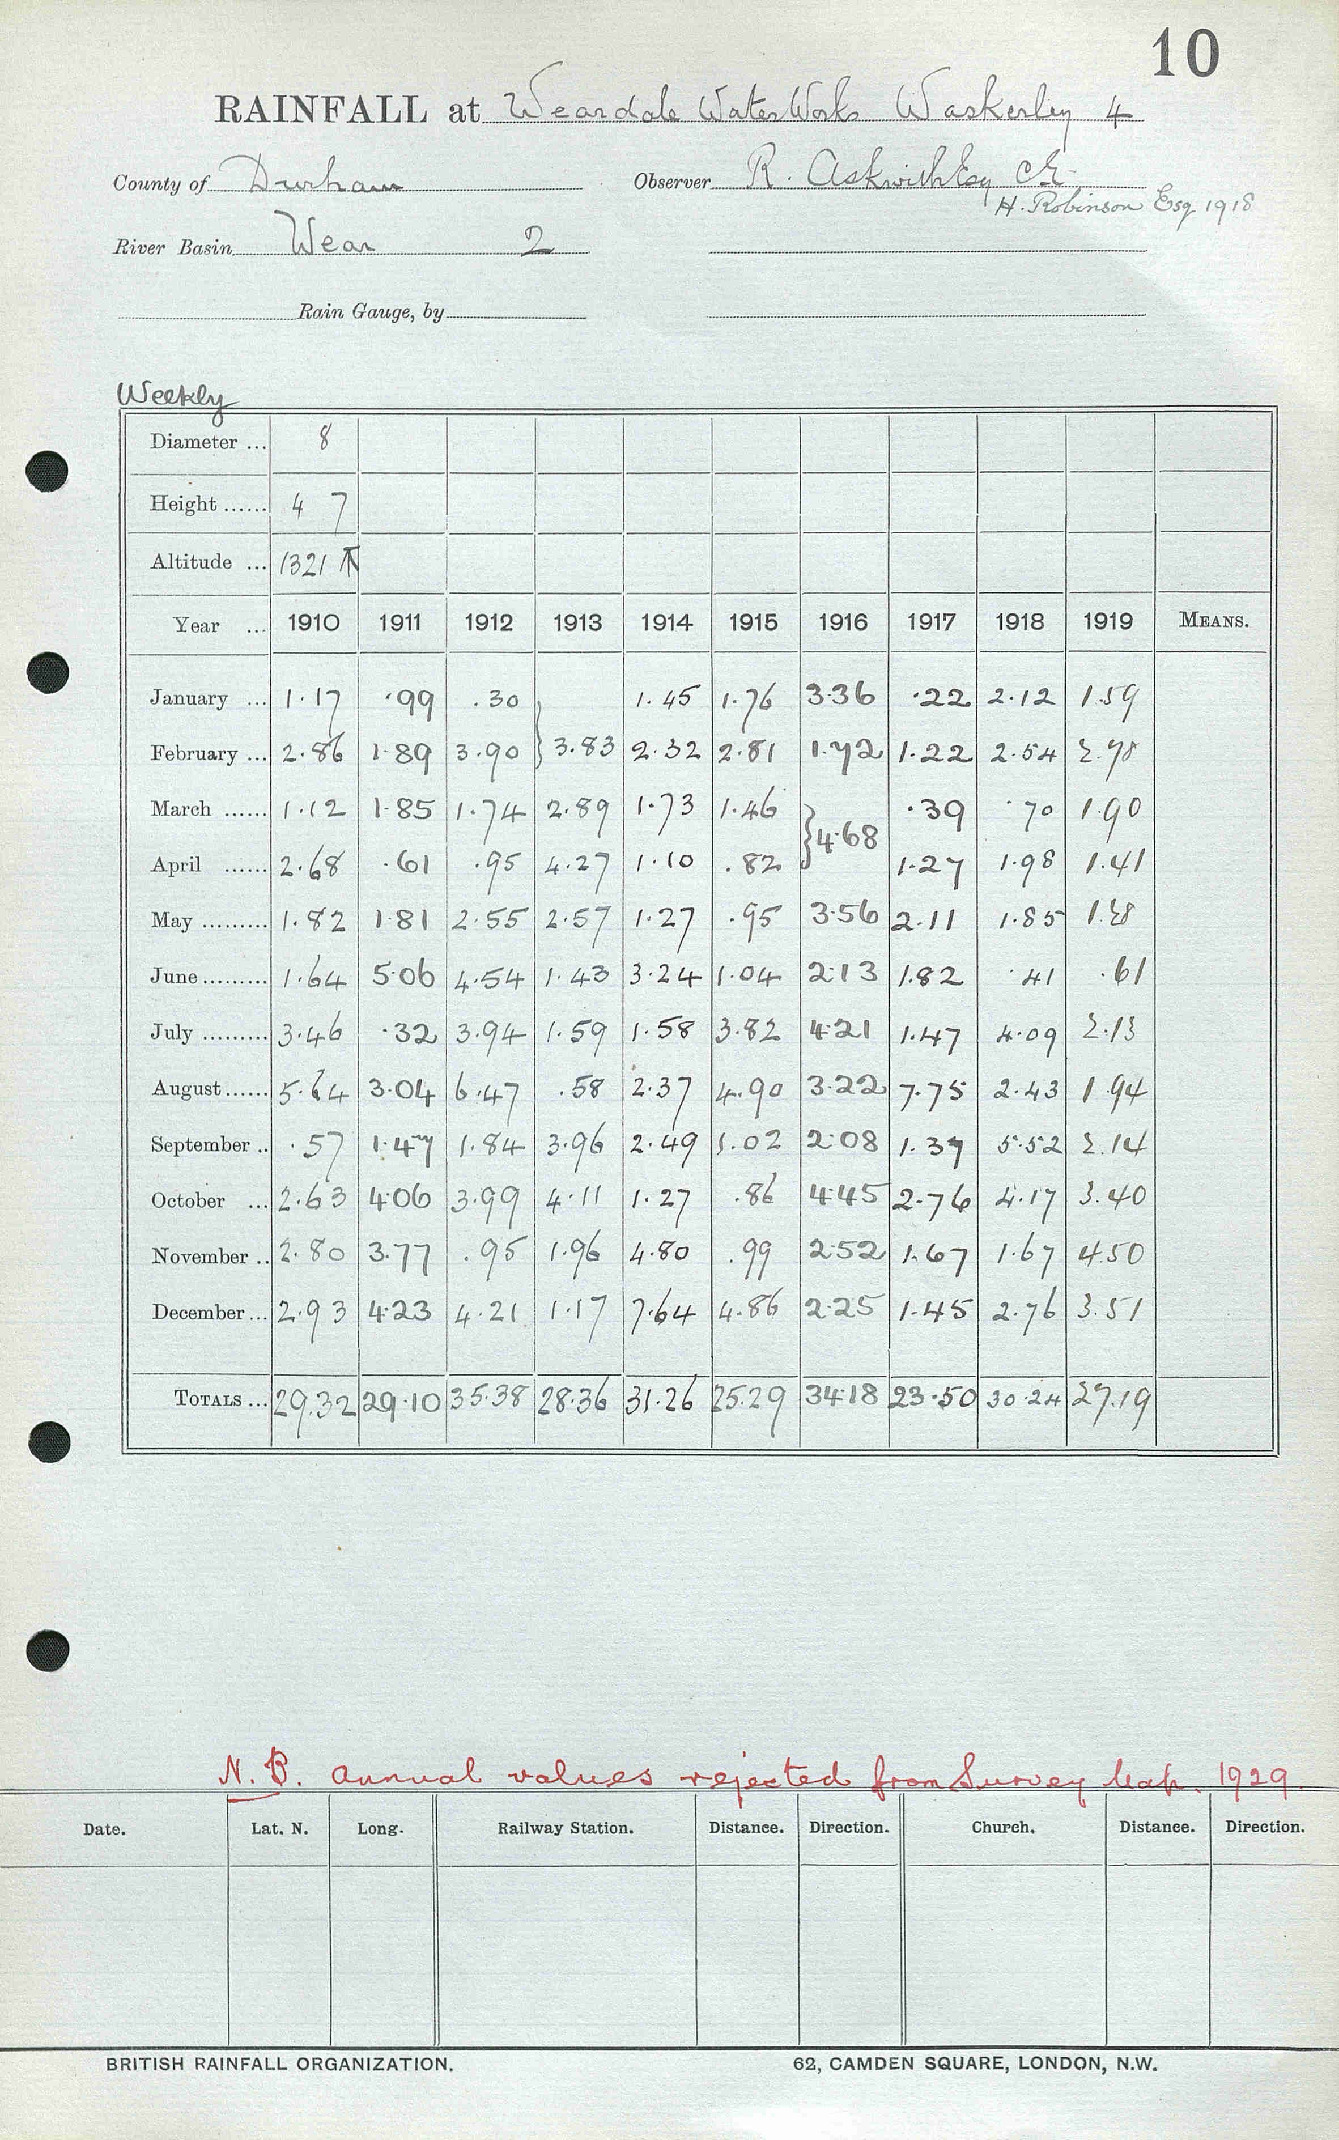 10
RAINFALL at Weardale Water Works Waskerley 4
County of Durham Observer R. Askwith Esq CE
H. Robinson Esq 1918
River Basin Wear 2
Rain Gauge, by
Weekly
Diameter ... 8
Height ...... 4 7
Altitude ... 1321 ⊼
Year ... 1910 1911 1912 1913 1914 1915 1916 1917 1918 1919 MEANS.
January ... 1.17 .99 .30 1.45 1.76 3.36 .22 2.12 1.59
February ... 2.86 1.89 3.90 } 3.83 2.32 2.81 1.72 1.22 2.54 2.78
March ...... 1.12 1.85 1.74 2.89 1.73 1.46 } 4.68 .39 .70 1.90
April ...... 2.68 .61 .95 4.27 1.10 .82 1.27 1.98 1.41
May ......... 1.82 1.81 2.55 2.57 1.27 .95 3.56 2.11 1.85 1.28
June ......... 1.64 5.06 4.54 1.43 3.24 1.04 2.13 1.82 .41 .61
July ......... 3.46 .32 3.94 1.59 1.58 3.82 4.21 1.47 4.09 2.13
August ...... 5.64 3.04 6.47 .58 2.37 4.90 3.22 7.75 2.43 1.94
September .. .57 1.47 1.84 3.96 2.49 1.02 2.08 1.37 5.52 2.14
October ... 2.63 4.06 3.99 4.11 1.27 .86 4.45 2.76 4.17 3.40
November .. 2.80 3.77 .95 1.96 4.80 .99 2.52 1.67 1.67 4.50
December ... 2.93 4.23 4.21 1.17 7.64 4.86 2.25 1.45 2.76 3.51
TOTALS ... 29.32 29.10 35.38 28.36 31.26 25.29 34.18 23.50 30.24 27.19
N.B. Annual values rejected from Survey Map. 1929
Date. Lat. N. Long. Railway Station. Distance. Direction. Church. Distance. Direction.
BRITISH RAINFALL ORGANIZATION. 62, CAMDEN SQUARE, LONDON, N.W.